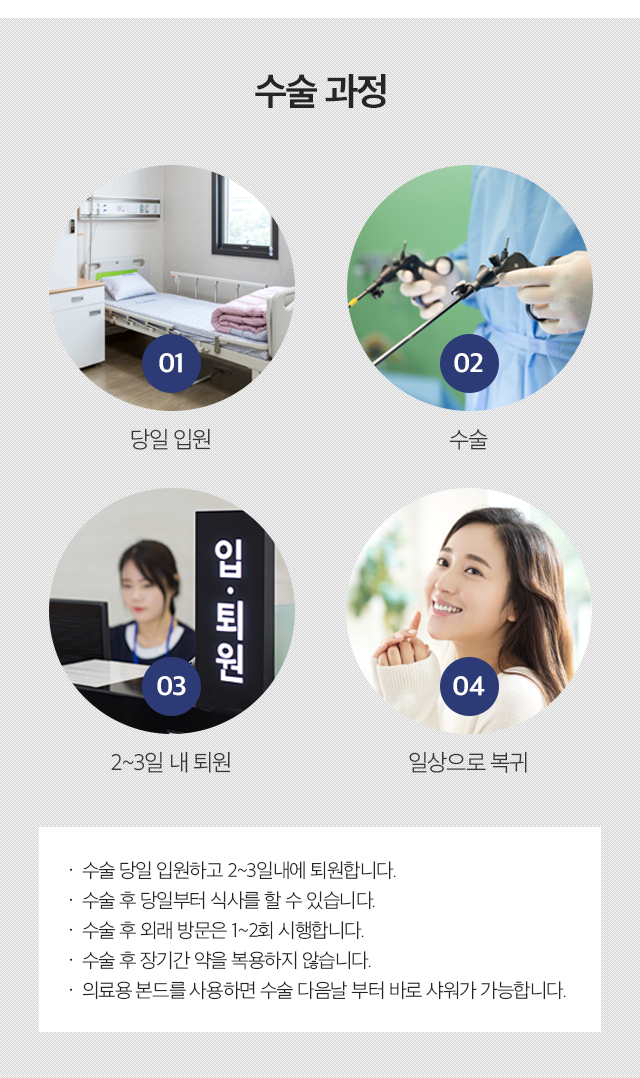 수술 과정
01
02
당일 입원
수술
입·퇴원
03
04
2~3일 내 퇴원
일상으로 복귀
· 수술 당일 입원하고 2~3일내에 퇴원합니다.
· 수술 후 당일부터 식사를 할 수 있습니다.
· 수술 후 외래 방문은 1~2회 시행합니다.
· 수술 후 장기간 약을 복용하지 않습니다.
· 의료용 본드를 사용하면 수술 다음날 부터 바로 샤워가 가능합니다.